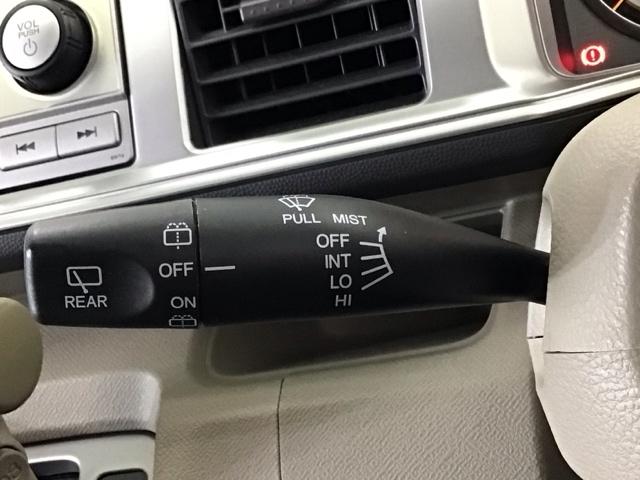 VOL
PUSH
PULL MIST
OFF
INT
LO
HI
OFF
ON
REAR